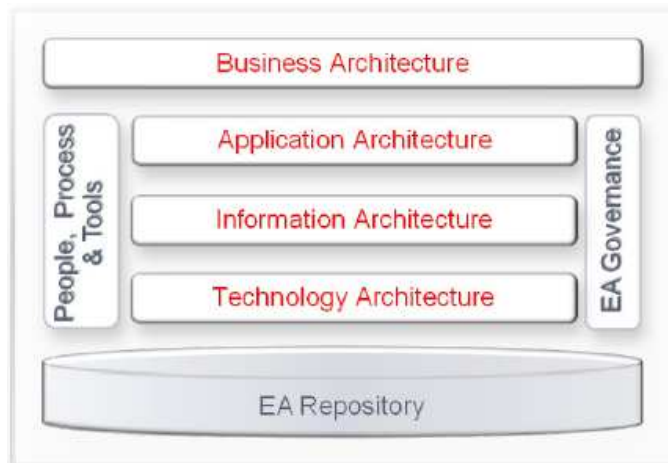 Business Architecture
People, Process
& Tools
Application Architecture
Information Architecture
Technology Architecture
EA Governance
EA Repository